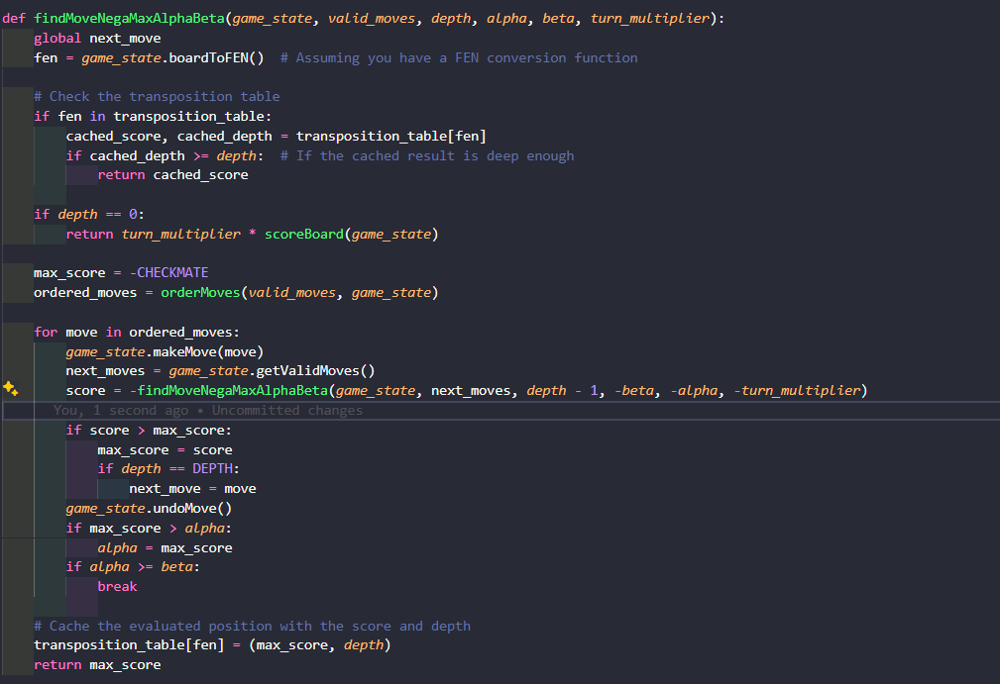 def findMoveNegaMaxAlphaBeta(game_state, valid_moves, depth, alpha, beta, turn_multiplier):
    global next_move
    fen = game_state.boardToFEN()  # Assuming you have a FEN conversion function
    # Check the transposition table
    if fen in transposition_table:
        cached_score, cached_depth = transposition_table[fen]
        if cached_depth >= depth:  # If the cached result is deep enough
            return cached_score
    if depth == 0:
        return turn_multiplier * scoreBoard(game_state)
    max_score = -CHECKMATE
    ordered_moves = orderMoves(valid_moves, game_state)
    for move in ordered_moves:
        game_state.makeMove(move)
        next_moves = game_state.getValidMoves()
        score = -findMoveNegaMaxAlphaBeta(game_state, next_moves, depth - 1, -beta, -alpha, -turn_multiplier)
You, 1 second ago • Uncommitted changes
        if score > max_score:
            max_score = score
            if depth == DEPTH:
                next_move = move
        game_state.undoMove()
        if max_score > alpha:
            alpha = max_score
        if alpha >= beta:
            break
    # Cache the evaluated position with the score and depth
    transposition_table[fen] = (max_score, depth)
    return max_score